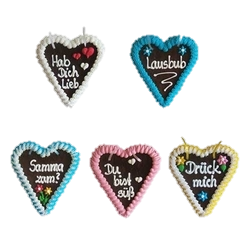 Hab
Dich
Lieb
Lausbub
Samma
zam?
Du
bist
süß
Drück
mich